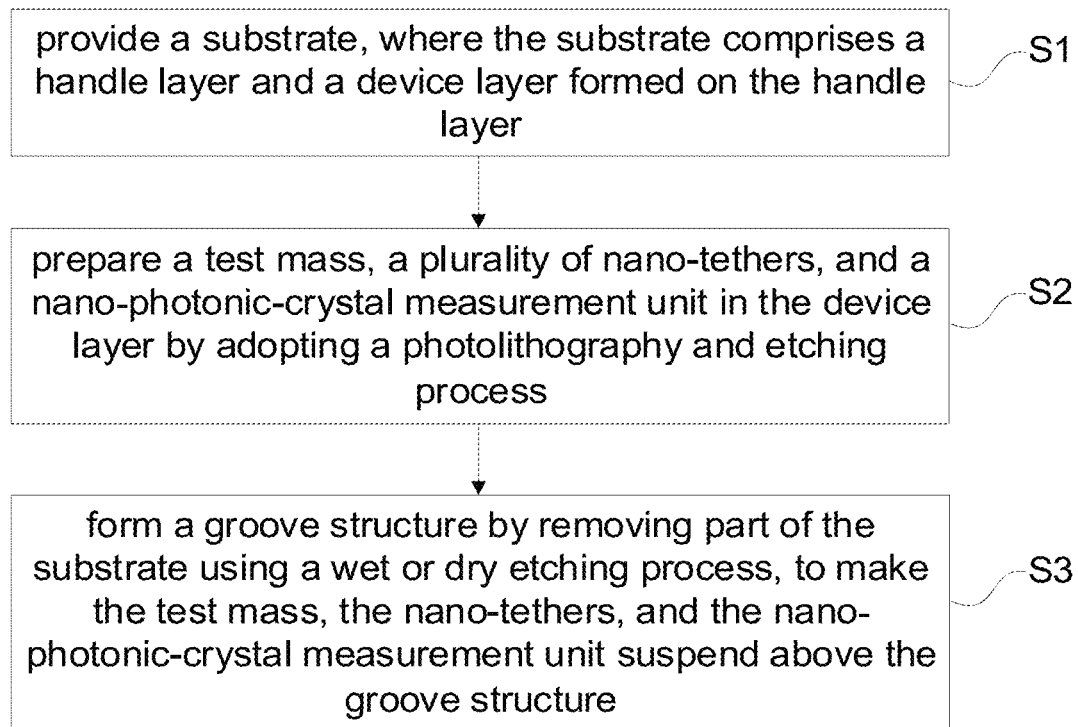 provide a substrate, where the substrate comprises a
handle layer and a device layer formed on the handle
layer
S1
prepare a test mass, a plurality of nano-tethers, and a
nano-photonic-crystal measurement unit in the device
layer by adopting a photolithography and etching
process
S2
form a groove structure by removing part of the
substrate using a wet or dry etching process, to make
the test mass, the nano-tethers, and the nano-
photonic-crystal measurement unit suspend above the
groove structure
S3